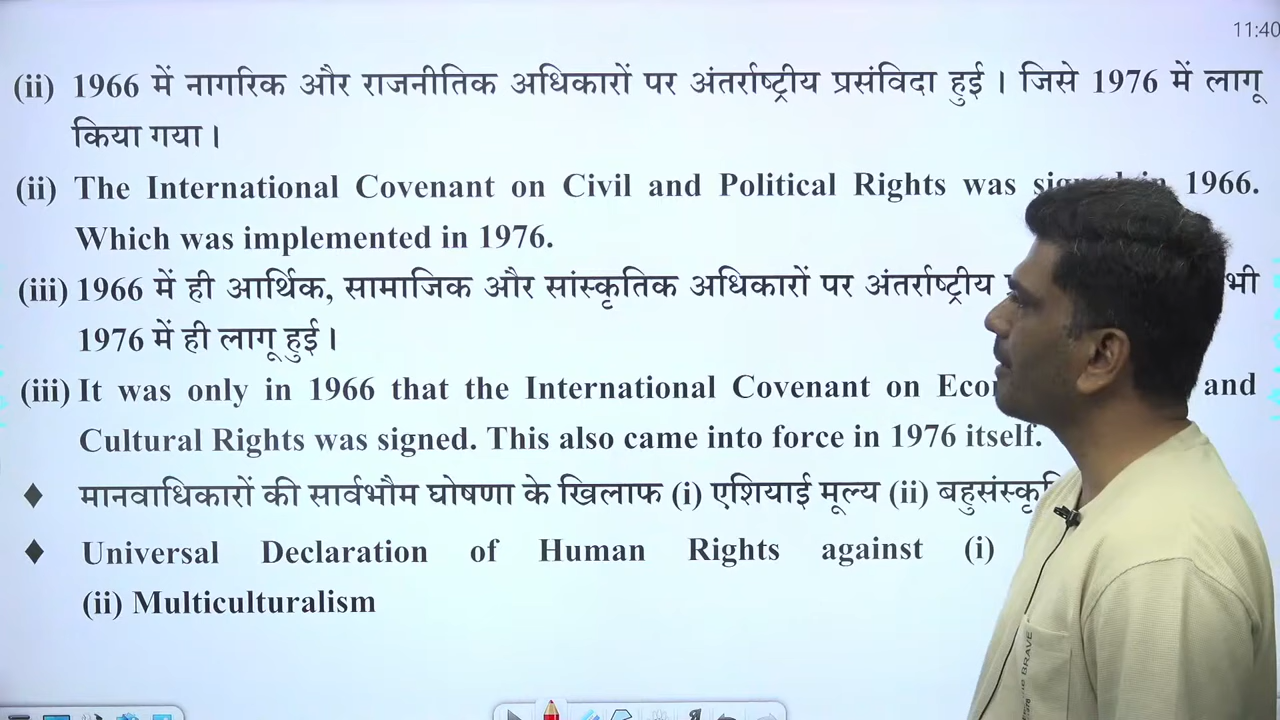 11:40
(ii) 1966 में नागरिक और राजनीतिक अधिकारों पर अंतर्राष्ट्रीय प्रसंविदा हुई । जिसे 1976 में लागू
किया गया ।
(ii) The International Covenant on Civil and Political Rights was signed in 1966.
Which was implemented in 1976.
(iii) 1966 में ही आर्थिक, सामाजिक और सांस्कृतिक अधिकारों पर अंतर्राष्ट्रीय भी
1976 में ही लागू हुई ।
(iii) It was only in 1966 that the International Covenant on and
Cultural Rights was signed. This also came into force in 1976 itself.
♦ मानवाधिकारों की सार्वभौम घोषणा के खिलाफ (i) एशियाई मूल्य (ii)
♦ Universal Declaration of Human Rights against (i)
(ii) Multiculturalism
BRAVE